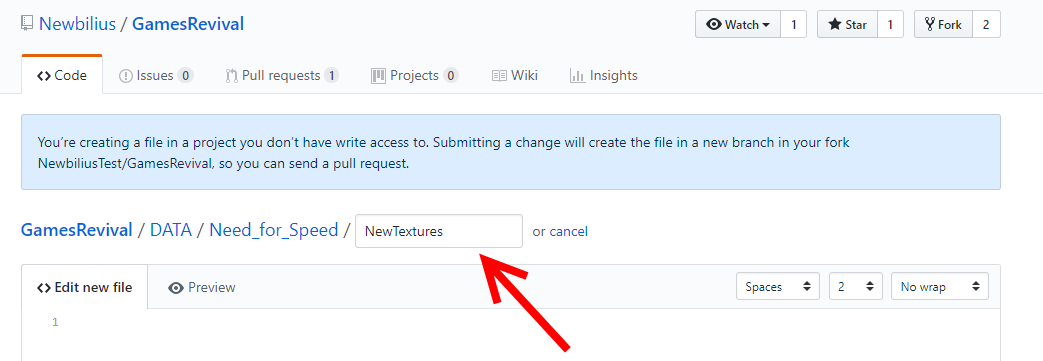 Newbilius / GamesRevival Watch 1 Star 1 Fork 2
Code Issues 0 Pull requests 1 Projects 0 Wiki Insights
You’re creating a file in a project you don’t have write access to. Submitting a change will create the file in a new branch in your fork
NewbiliusTest/GamesRevival, so you can send a pull request.
GamesRevival / DATA / Need_for_Speed / NewTextures or cancel
<> Edit new file Preview Spaces 2 No wrap
1